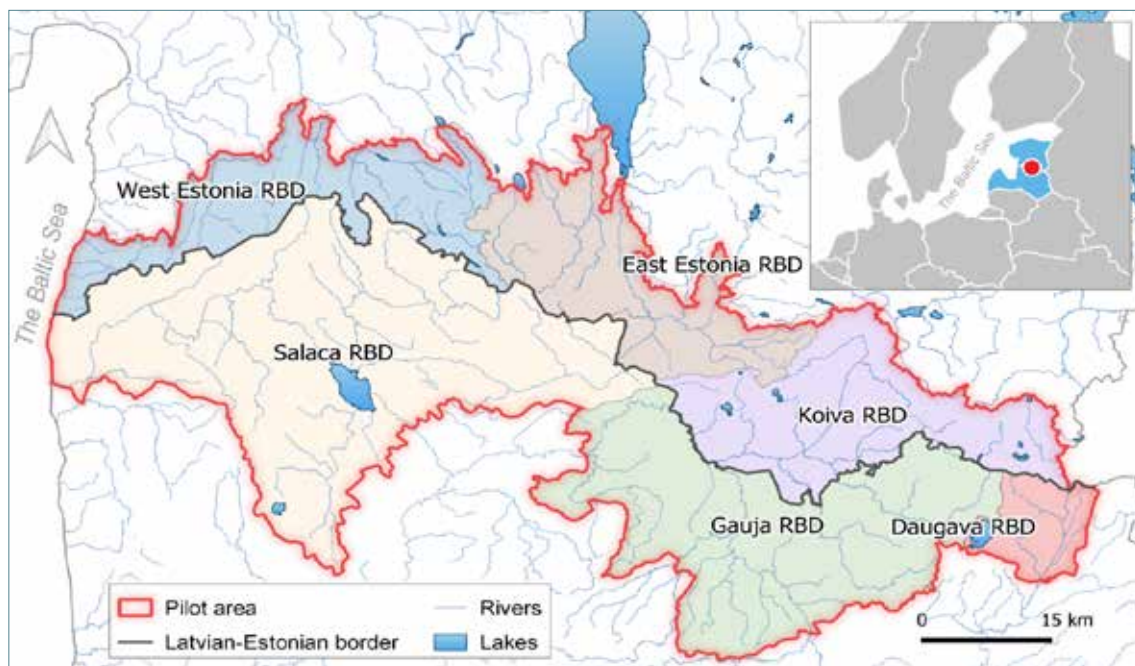 The Baltic Sea
West Estonia RBD
The Baltic Sea
East Estonia RBD
Salaca RBD
Koiva RBD
Gauja RBD
Daugava RBD
Pilot area
Rivers
Latvian-Estonian border
Lakes
0
15 km